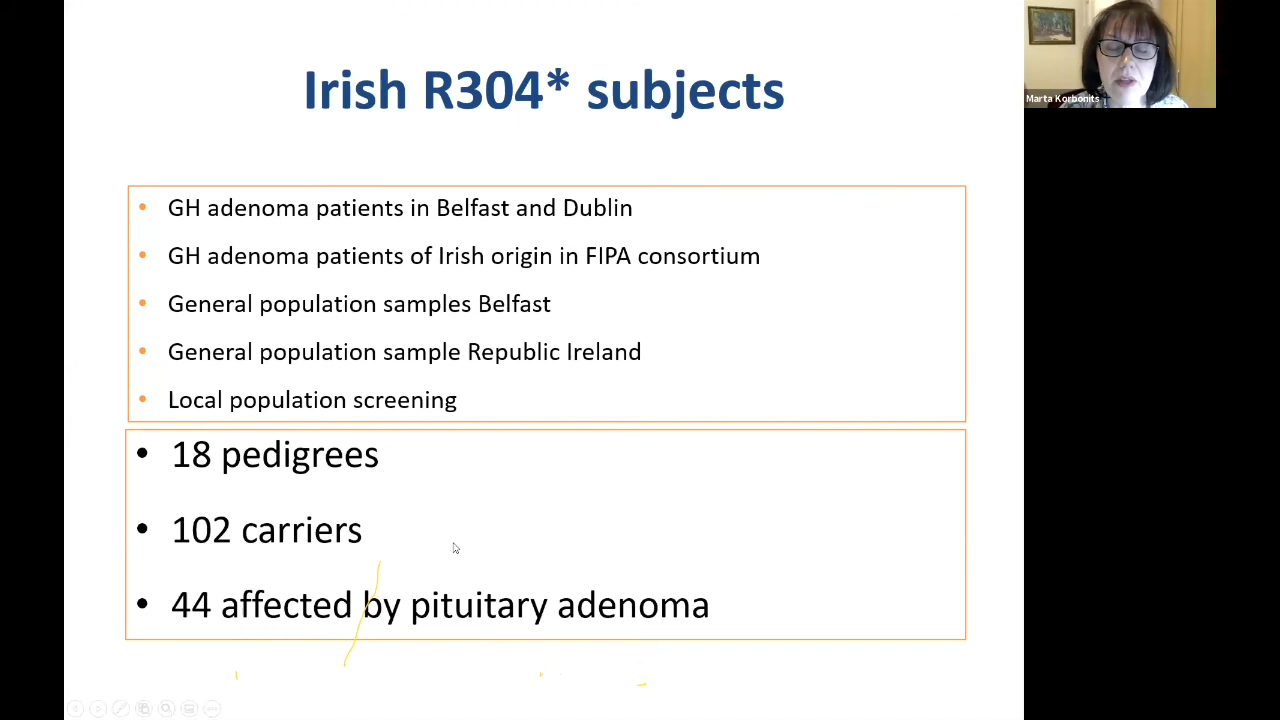 Irish R304* subjects
• GH adenoma patients in Belfast and Dublin
• GH adenoma patients of Irish origin in FIPA consortium
• General population samples Belfast
• General population sample Republic Ireland
• Local population screening
• 18 pedigrees
• 102 carriers
• 44 affected by pituitary adenoma
Marta Korbonits